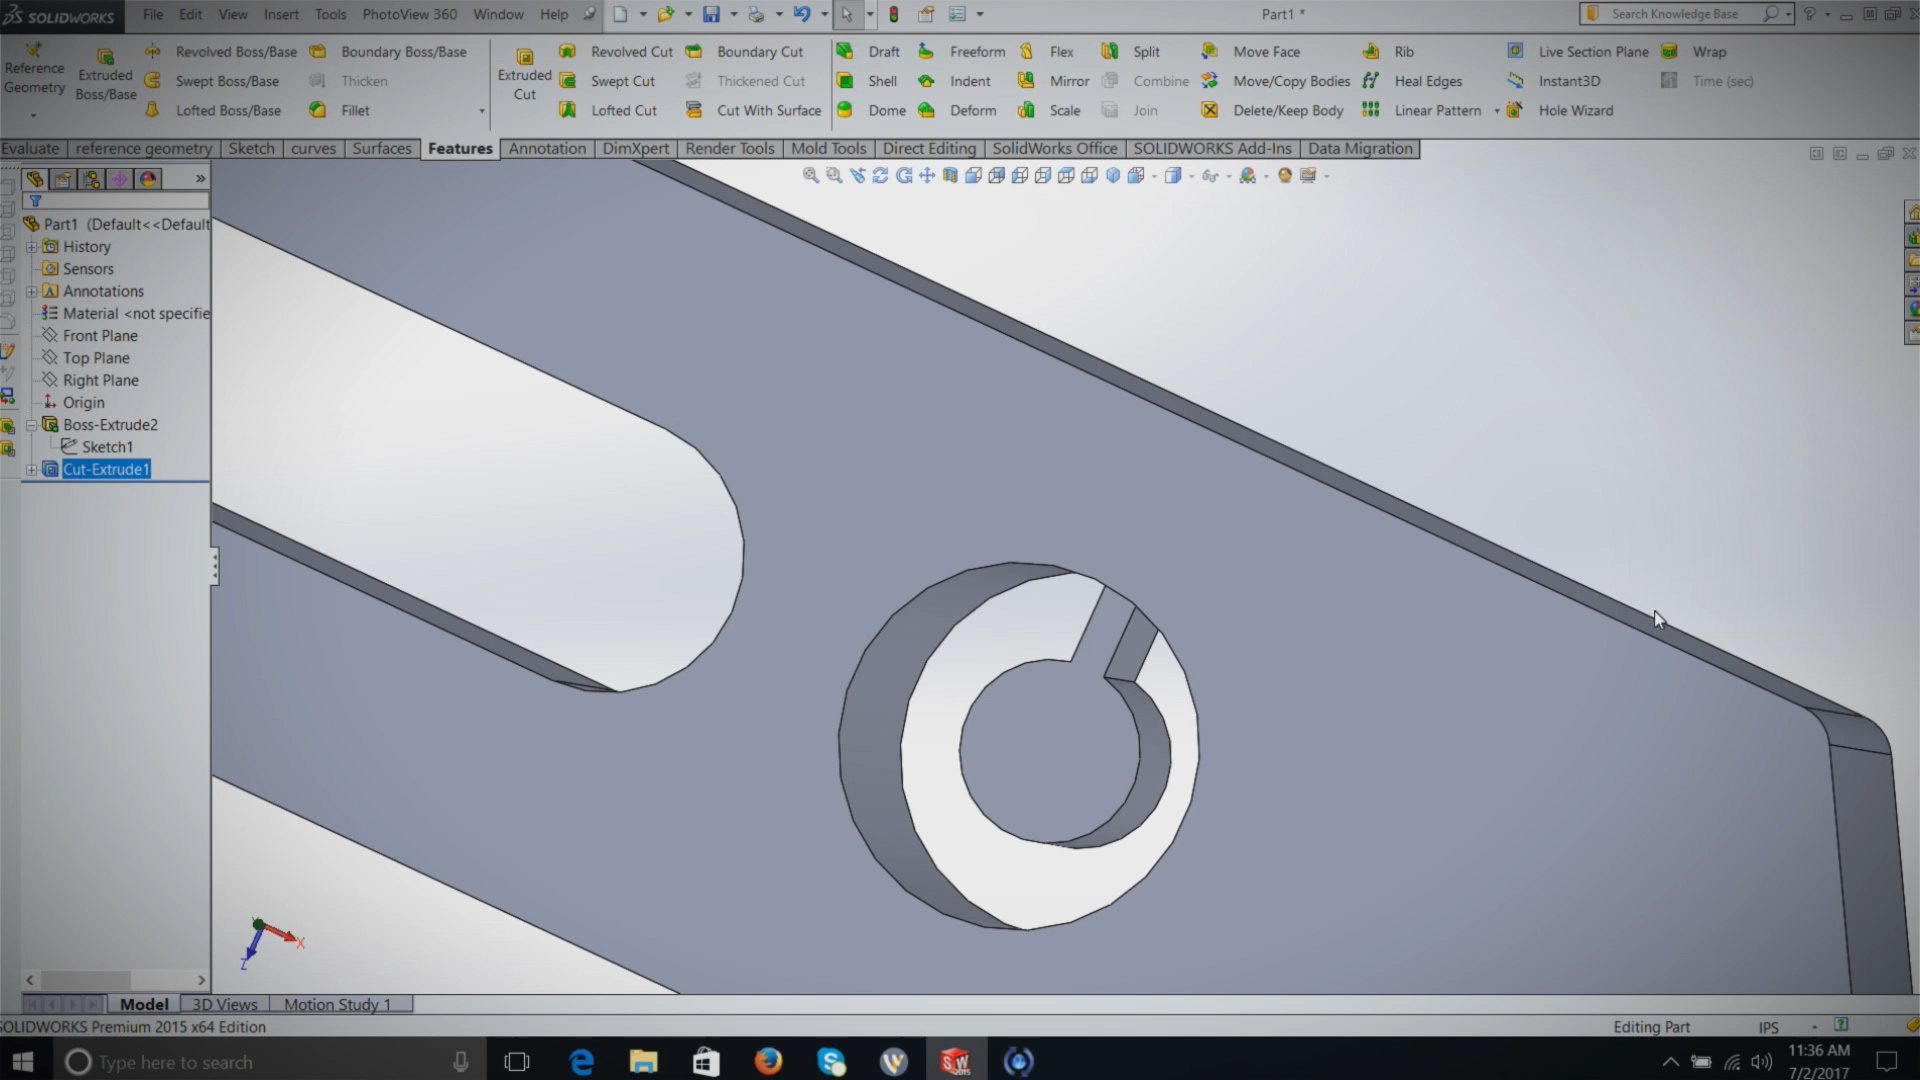 SOLIDWORKS File Edit View Insert Tools PhotoView 360 Window Help Part1 * Search Knowledge Base
Reference Geometry
Extruded Boss/Base
Revolved Boss/Base
Swept Boss/Base
Lofted Boss/Base
Boundary Boss/Base
Thicken
Fillet
Extruded Cut
Revolved Cut
Swept Cut
Lofted Cut
Boundary Cut
Thickened Cut
Cut With Surface
Draft
Shell
Dome
Freeform
Indent
Deform
Flex
Mirror
Scale
Split
Combine
Join
Move Face
Move/Copy Bodies
Delete/Keep Body
Rib
Heal Edges
Linear Pattern
Live Section Plane
Instant3D
Hole Wizard
Wrap
Time (sec)
Evaluate reference geometry Sketch curves Surfaces Features Annotation DimXpert Render Tools Mold Tools Direct Editing SolidWorks Office SOLIDWORKS Add-Ins Data Migration
Part1 (Default<<Default
History
Sensors
Annotations
Material <not specifie
Front Plane
Top Plane
Right Plane
Origin
Boss-Extrude2
Sketch1
Cut-Extrude1
X
Z
Model 3D Views Motion Study 1
SOLIDWORKS Premium 2015 x64 Edition Editing Part IPS
Type here to search
11:36 AM
7/2/2017